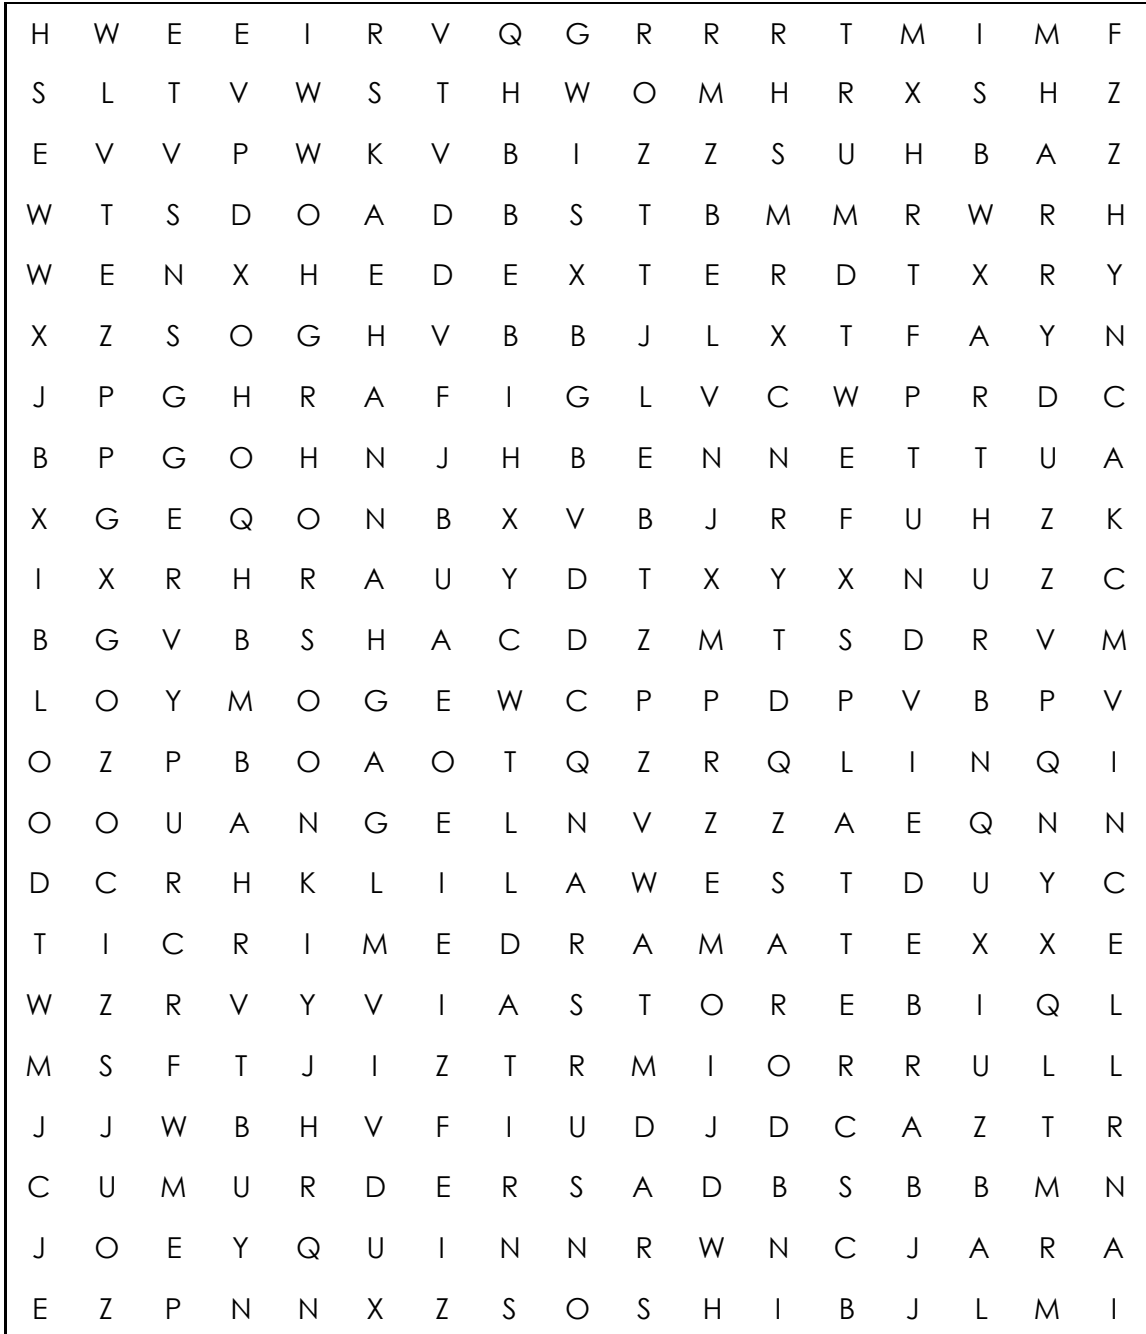 H W E E I R V Q G R R R T M I M F
S L T V W S T H W O M H R X S H Z
E V V P W K V B I Z Z S U H B A Z
W T S D O A D B S T B M M R W R H
W E N X H E D E X T E R D T X R Y
X Z S O G H V B B J L X T F A Y N
J P G H R A F I G L V C W P R D C
B P G O H N J H B E N N E T T U A
X G E Q O N B X V B J R F U H Z K
I X R H R A U Y D T X Y X N U Z C
B G V B S H A C D Z M T S D R V M
L O Y M O G E W C P P D P V B P V
O Z P B O A O T Q Z R Q L I N Q I
O O U A N G E L N V Z Z A E Q N N
D C R H K L I L A W E S T D U Y C
T I C R I M E D R A M A T E X X E
W Z R V Y V I A S T O R E B I Q L
M S F T J I Z T R M I O R R U L L
J J W B H V F I U D J D C A Z T R
C U M U R D E R S A D B S B B M N
J O E Y Q U I N N R W N C J A R A
E Z P N N X Z S O S H I B J L M I